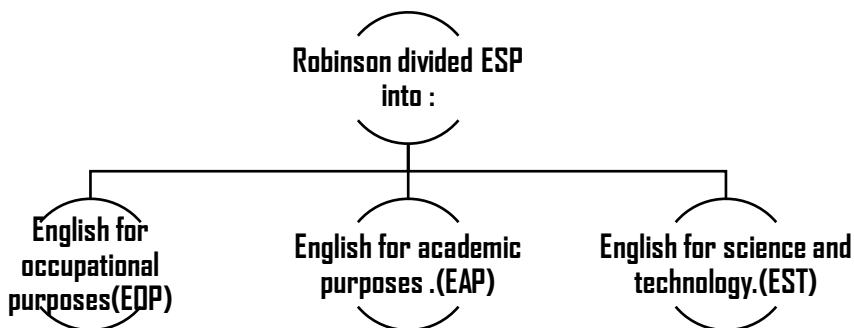 Robinson divided ESP
into :
English for
occupational
purposes(EOP)
English for academic
purposes .(EAP)
English for science and
technology.(EST)